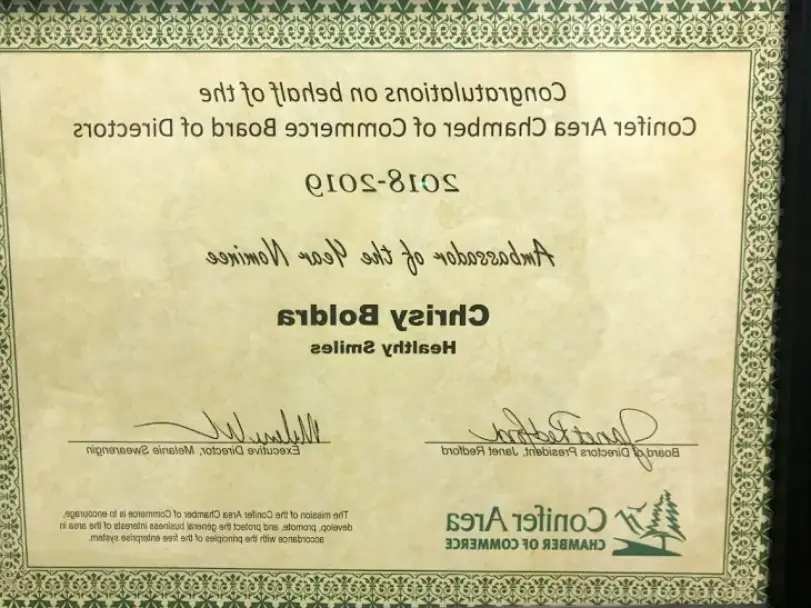 Congratulations on behalf of the
Conifer Area Chamber of Commerce Board of Directors
2018-2019
Ambassador of the Year Nominee
Chrisy Boldra
Healthy Smiles
Janet Redford
Board of Directors President, Janet Redford
Executive Director, Melanie Swearengin
Conifer Area
CHAMBER OF COMMERCE
The mission of the Conifer Area Chamber of Commerce is to encourage,
develop, promote, and protect the general business interests of the area in
accordance with the principles of the free enterprise system.